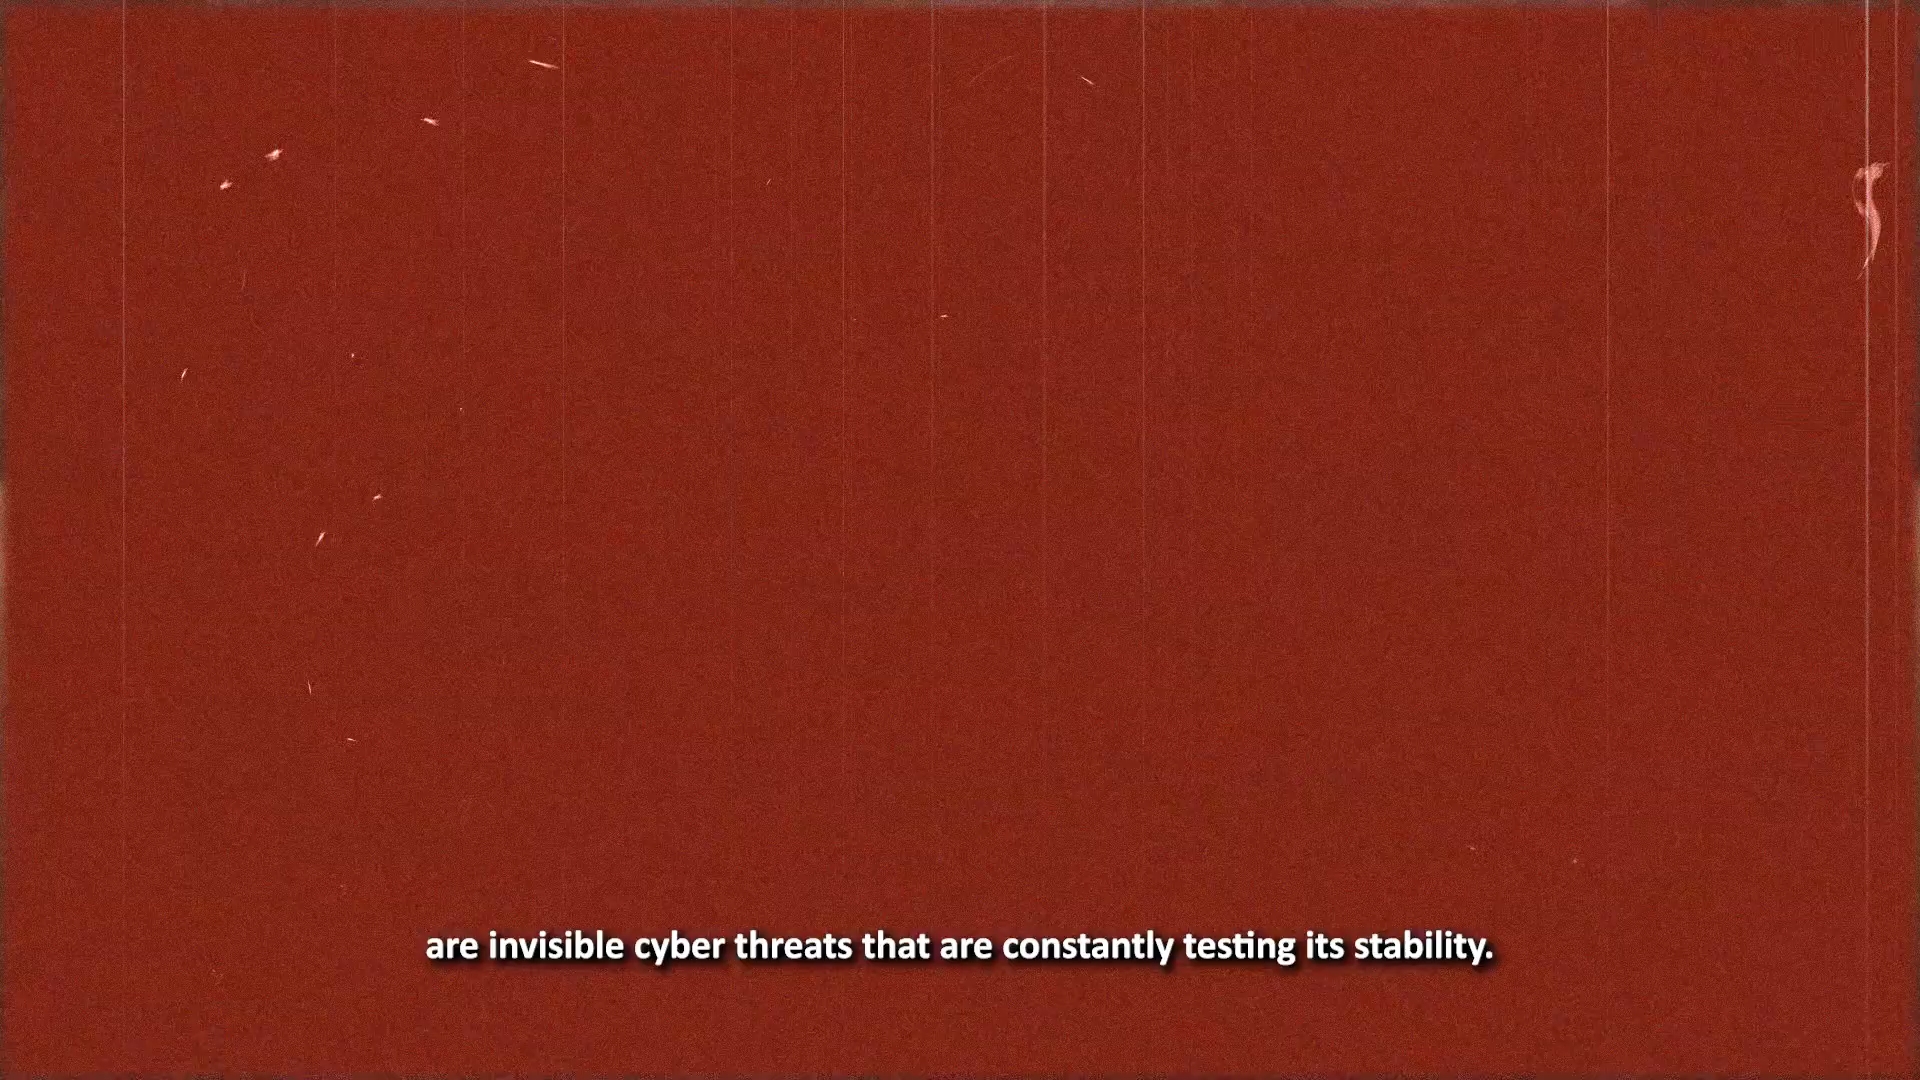 are invisible cyber threats that are constantly testing its stability.